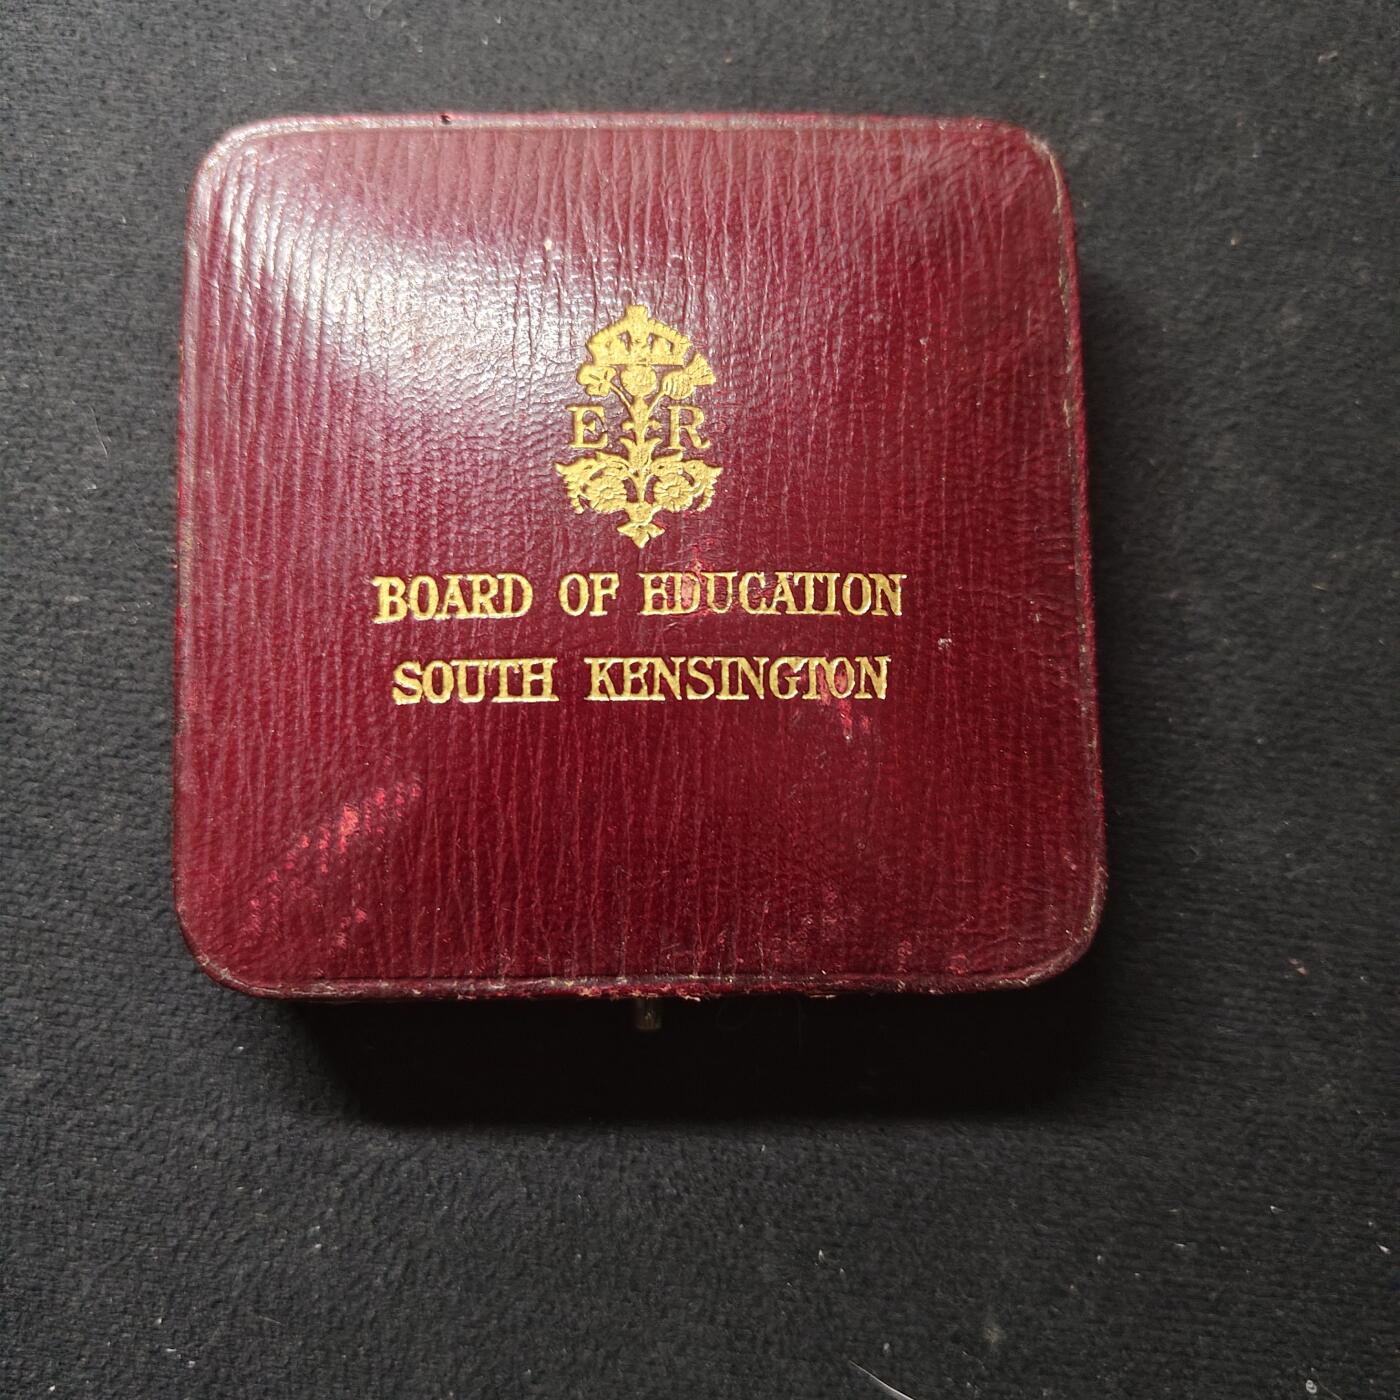 E R
BOARD OF EDUCATION
SOUTH KENSINGTON